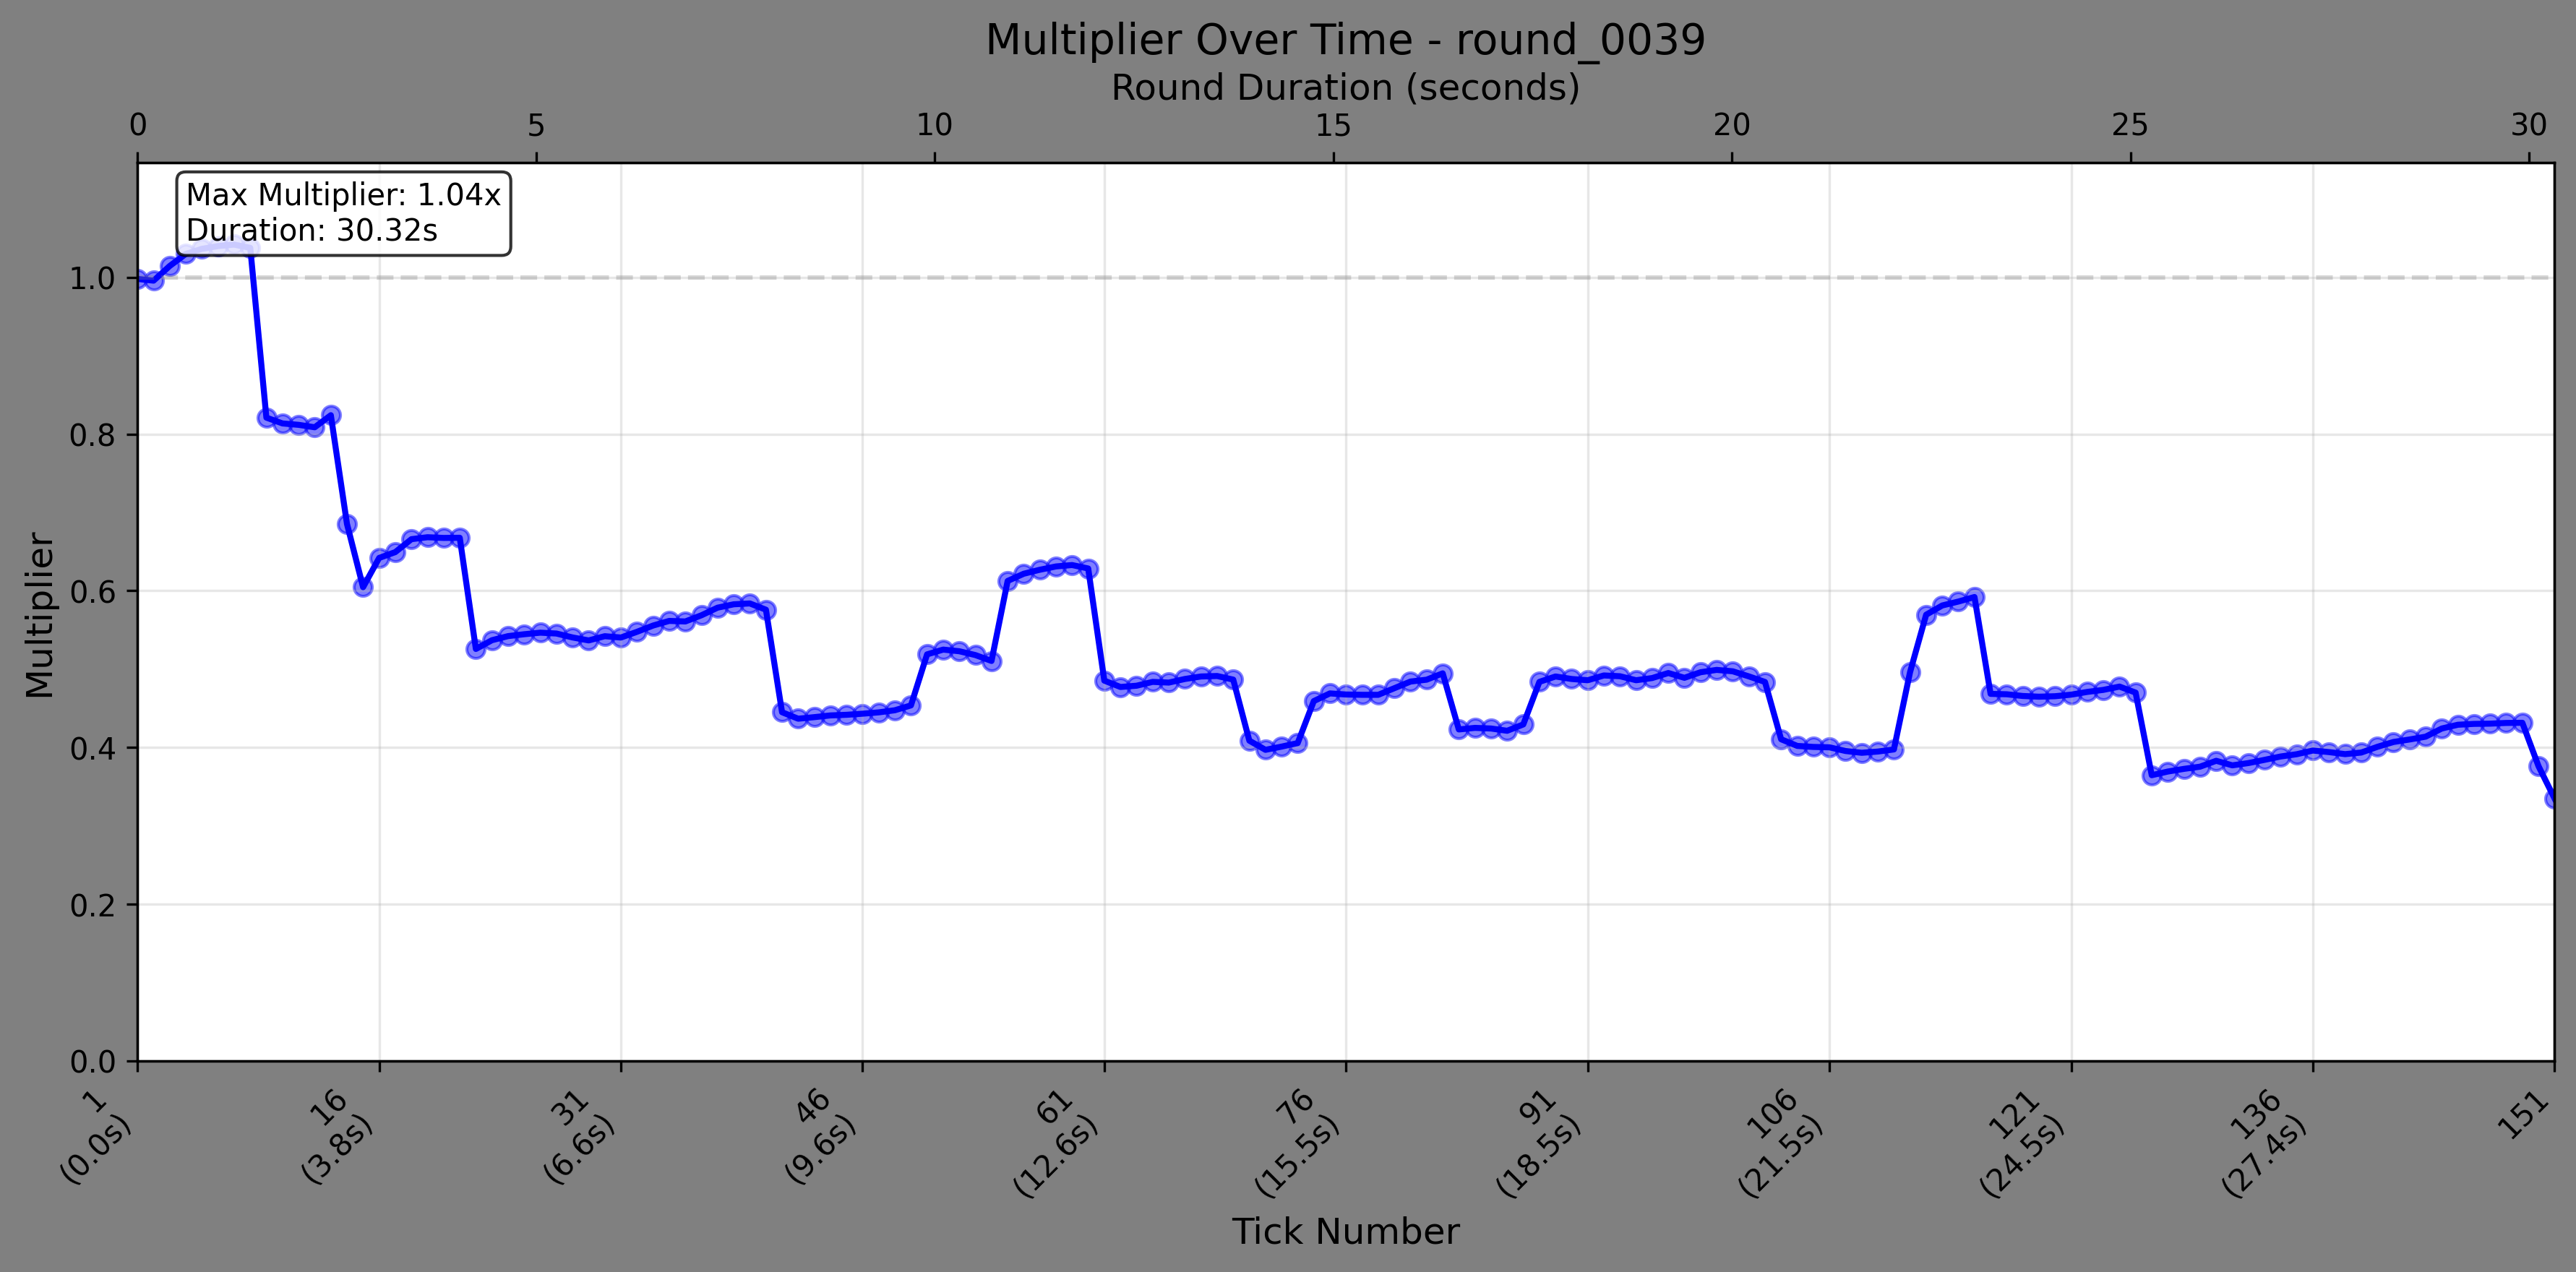 Multiplier Over Time - round_0039
Round Duration (seconds)
0 5 10 15 20 25 30
Max Multiplier: 1.04x
Duration: 30.32s
Multiplier
1.0
0.8
0.6
0.4
0.2
0.0
1 16 31 46 61 76 91 106 121 136 151
(0.0s) (3.8s) (6.6s) (9.6s) (12.6s) (15.5s) (18.5s) (21.5s) (24.5s) (27.4s)
Tick Number